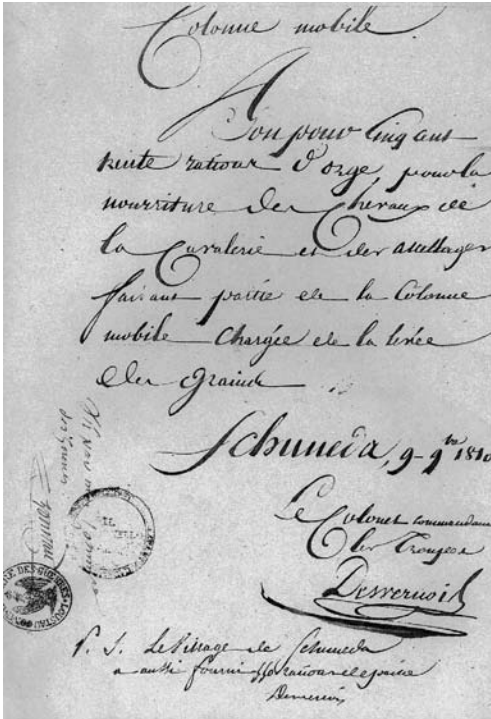 Colonne mobile.
Bon pour Cinq cent
trente rations d'orge, pour la
nourriture des Chevaux de
la Cavalerie et des attelages
faisant partie de la Colonne
mobile chargée de la levée
des grains
Schuneda, 9 9bre 1810
Le Colonel commandant
les Troupes
Desvernois
P. S. Le Village de Schuneda
a aussi fourni rations de paille
Desvernois